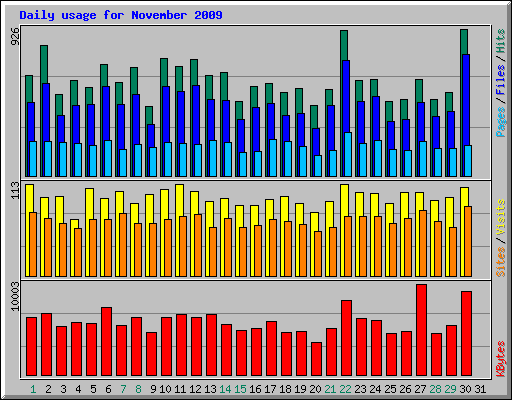 Daily usage for November 2009
926
Pages / Files / Hits
113
Sites / Visits
10003
KBytes
1 2 3 4 5 6 7 8 9 10 11 12 13 14 15 16 17 18 19 20 21 22 23 24 25 26 27 28 29 30 31